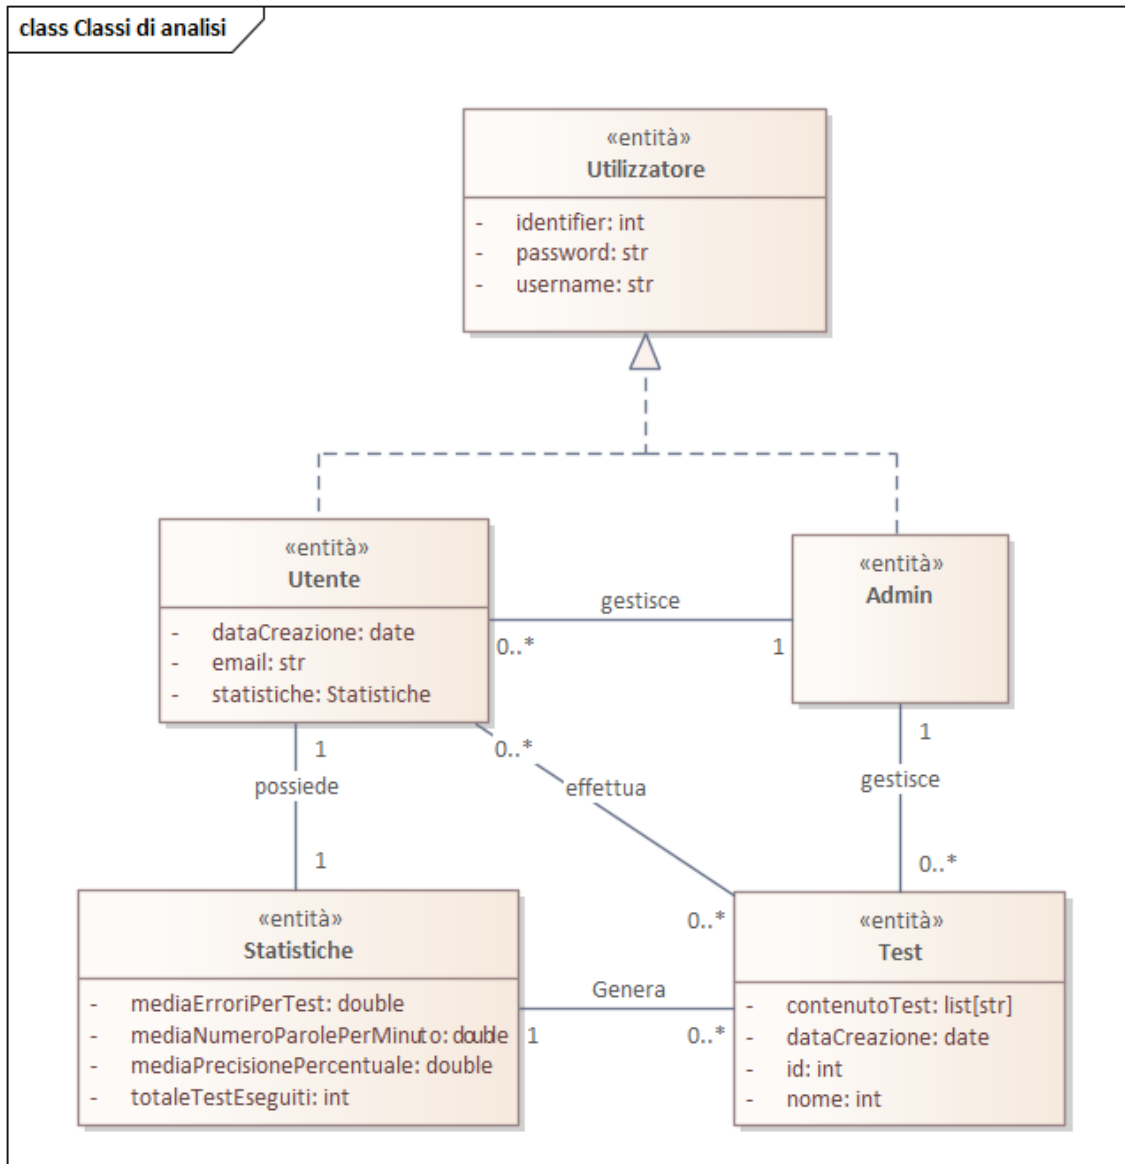 class Classi di analisi
«entità»
Utilizzatore
- identifier: int
- password: str
- username: str
«entità»
Utente
- dataCreazione: date
- email: str
- statistiche: Statistiche
«entità»
Admin
gestisce
0..*
1
1
possiede
1
0..*
effettua
0..*
1
gestisce
0..*
«entità»
Statistiche
- mediaErroriPerTest: double
- mediaNumeroParolePerMinuto: double
- mediaPrecisionePercentuale: double
- totaleTestEseguiti: int
Genera
1
0..*
«entità»
Test
- contenutoTest: list[str]
- dataCreazione: date
- id: int
- nome: int